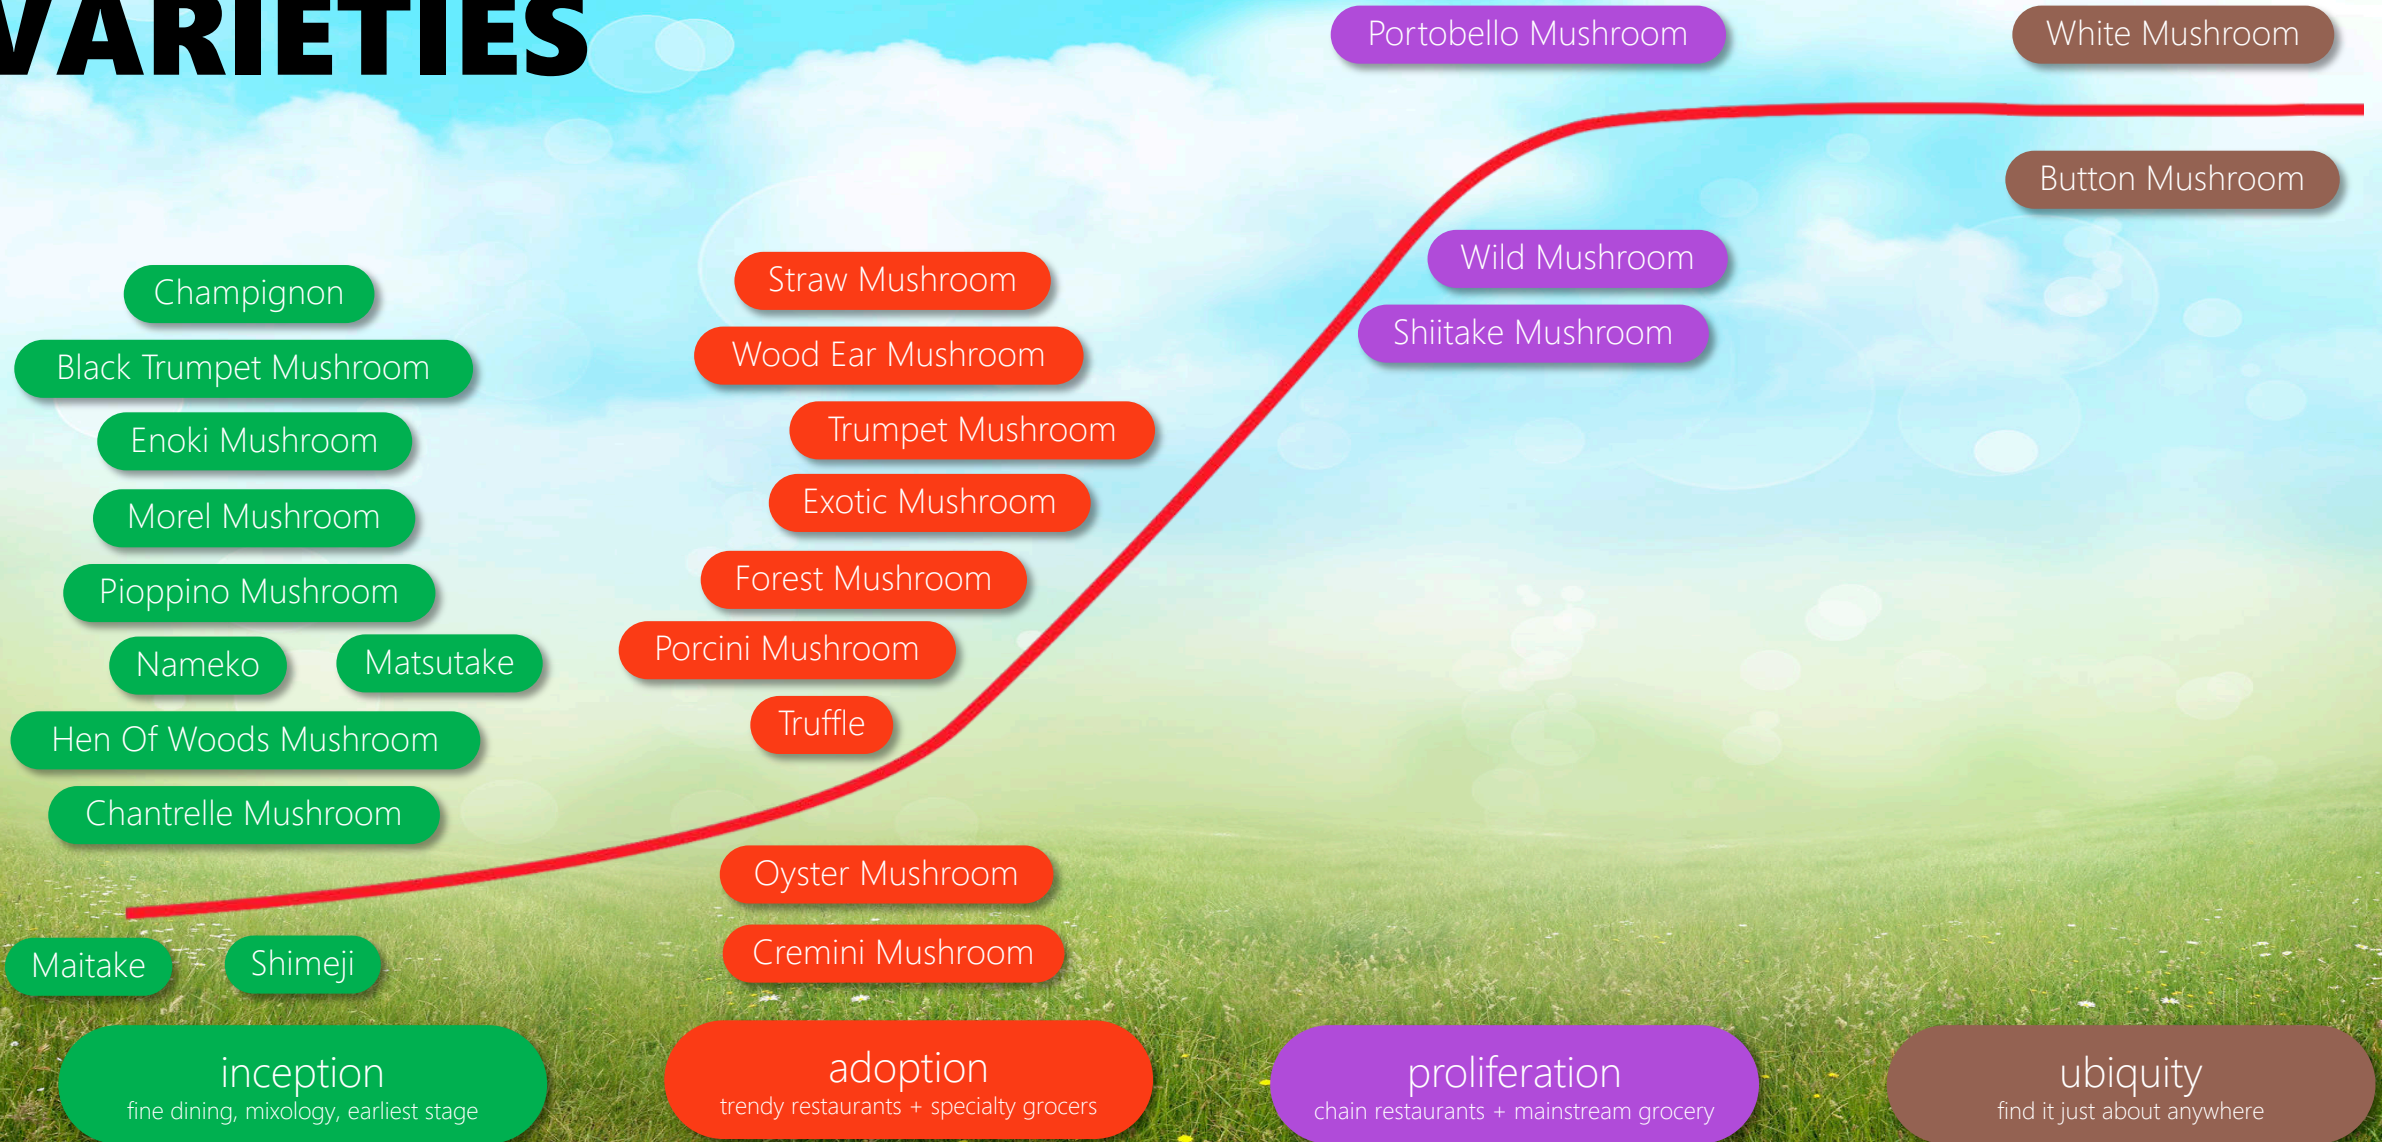 VARIETIES
Portobello Mushroom
White Mushroom
Button Mushroom
Wild Mushroom
Shiitake Mushroom
Champignon
Black Trumpet Mushroom
Enoki Mushroom
Morel Mushroom
Pioppino Mushroom
Nameko
Matsutake
Hen Of Woods Mushroom
Chantrelle Mushroom
Maitake
Shimeji
Straw Mushroom
Wood Ear Mushroom
Trumpet Mushroom
Exotic Mushroom
Forest Mushroom
Porcini Mushroom
Truffle
Oyster Mushroom
Cremini Mushroom
inception
fine dining, mixology, earliest stage
adoption
trendy restaurants + specialty grocers
proliferation
chain restaurants + mainstream grocery
ubiquity
find it just about anywhere